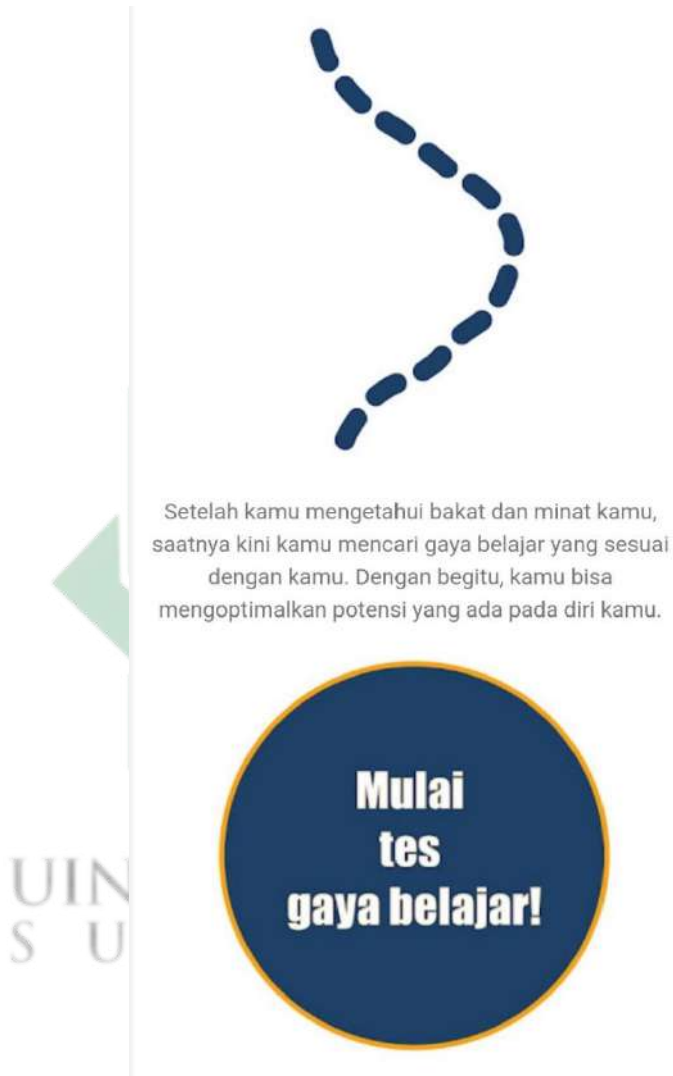 Setelah kamu mengetahui bakat dan minat kamu,
saatnya kini kamu mencari gaya belajar yang sesuai
dengan kamu. Dengan begitu, kamu bisa
mengoptimalkan potensi yang ada pada diri kamu.
Mulai
tes
gaya belajar!
UIN
S U